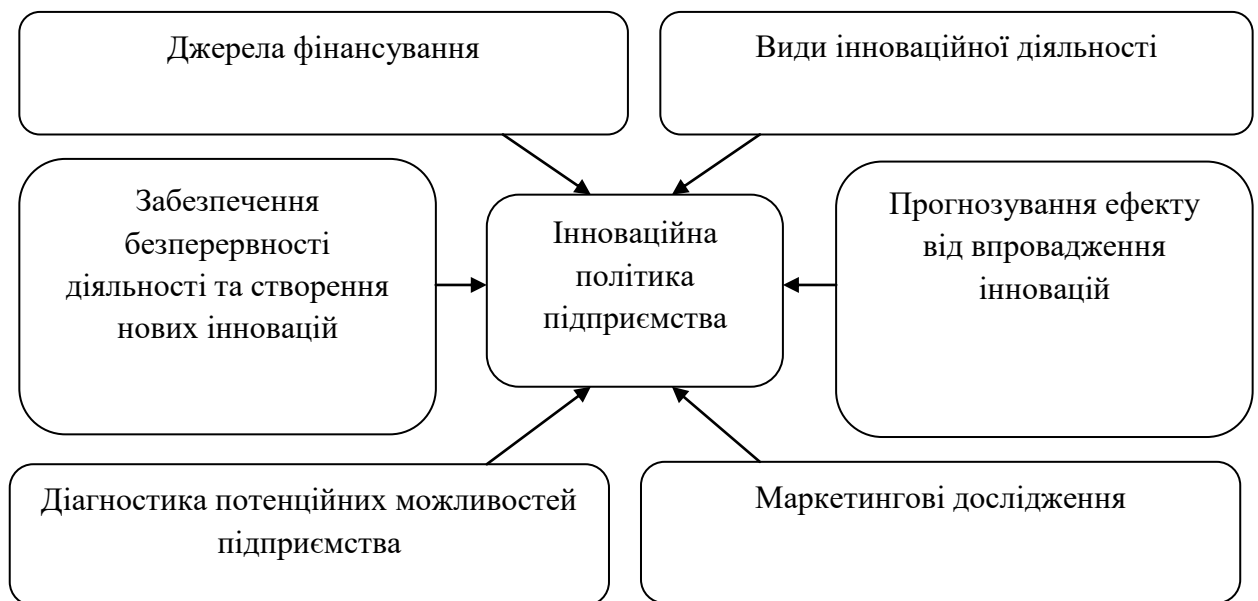 Джерела фінансування
Види інноваційної діяльності
Забезпечення
безперервності
діяльності та створення
нових інновацій
Інноваційна
політика
підприємства
Прогнозування ефекту
від впровадження
інновацій
Діагностика потенційних можливостей
підприємства
Маркетингові дослідження